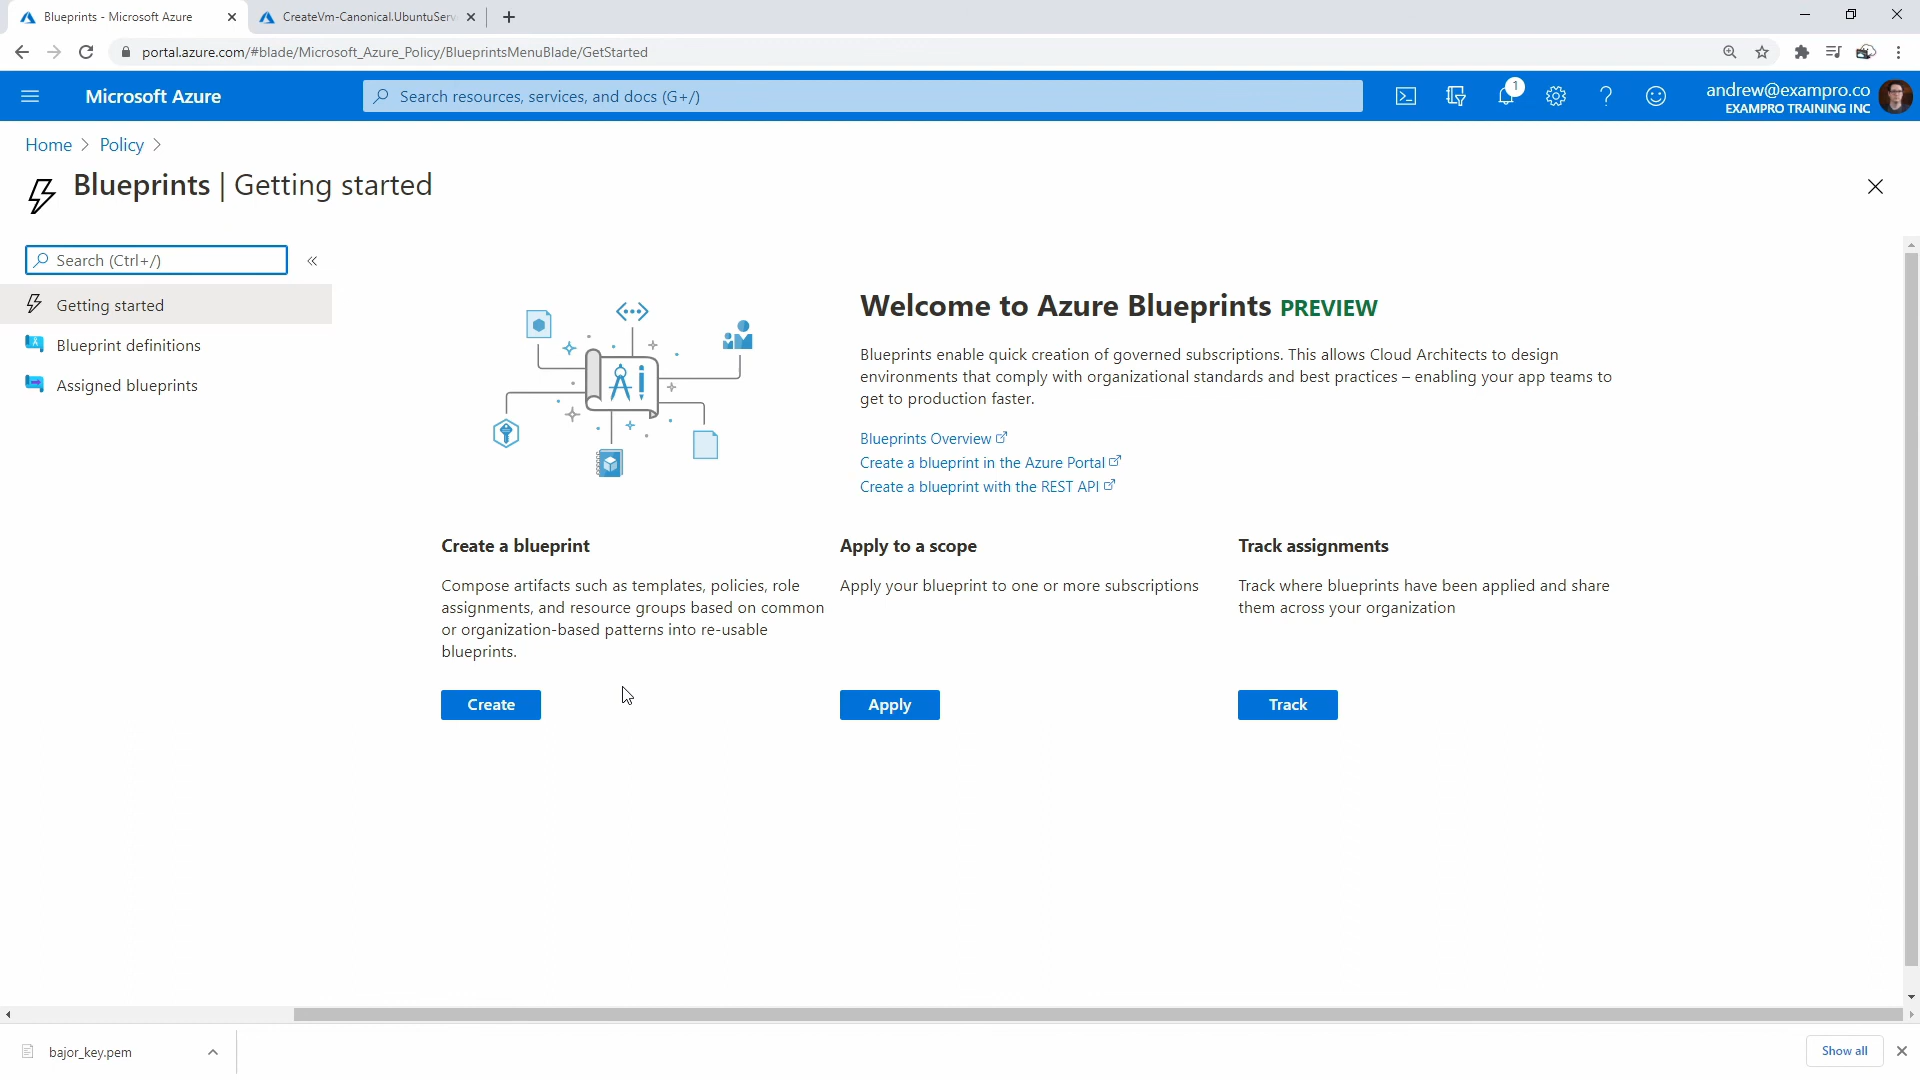 Blueprints - Microsoft Azure
CreateVm-Canonical.UbuntuServ
portal.azure.com/#blade/Microsoft_Azure_Policy/BlueprintsMenuBlade/GetStarted
Microsoft Azure
Search resources, services, and docs (G+/)
1
andrew@exampro.co
EXAMPRO TRAINING INC
Home > Policy >
Blueprints | Getting started
Search (Ctrl+/)
«
Getting started
Blueprint definitions
Assigned blueprints
Welcome to Azure Blueprints PREVIEW
Blueprints enable quick creation of governed subscriptions. This allows Cloud Architects to design
environments that comply with organizational standards and best practices – enabling your app teams to
get to production faster.
Blueprints Overview
Create a blueprint in the Azure Portal
Create a blueprint with the REST API
Create a blueprint
Compose artifacts such as templates, policies, role
assignments, and resource groups based on common
or organization-based patterns into re-usable
blueprints.
Create
Apply to a scope
Apply your blueprint to one or more subscriptions
Apply
Track assignments
Track where blueprints have been applied and share
them across your organization
Track
bajor_key.pem
Show all